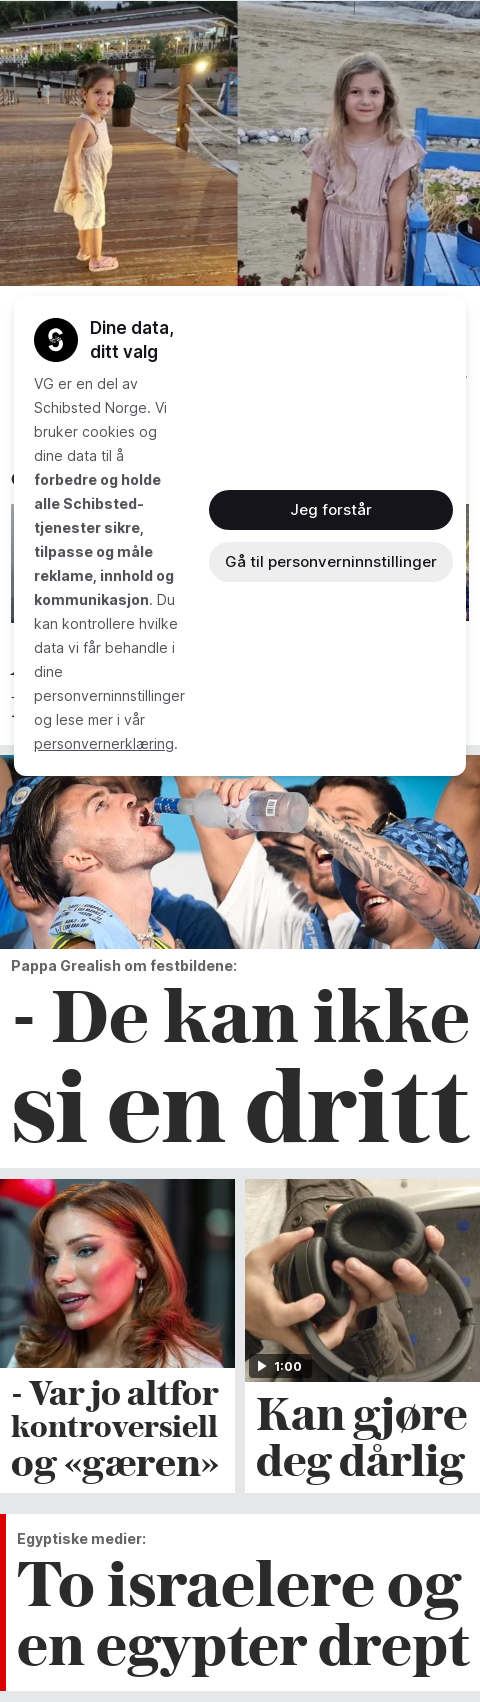 Dine data,
ditt valg
VG er en del av
Schibsted Norge. Vi
bruker cookies og
dine data til å
forbedre og holde
alle Schibsted-
tjenester sikre,
tilpasse og måle
reklame, innhold og
kommunikasjon. Du
kan kontrollere hvilke
data vi får behandle i
dine
personverninnstillinger
og lese mer i vår
personvernerklæring.
Jeg forstår
Gå til personverninnstillinger
Pappa Grealish om festbildene:
- De kan ikke
si en dritt
- Var jo altfor
kontroversiell
og «gæren»
1:00
Kan gjøre
deg dårlig
Egyptiske medier:
To israelere og
en egypter drept